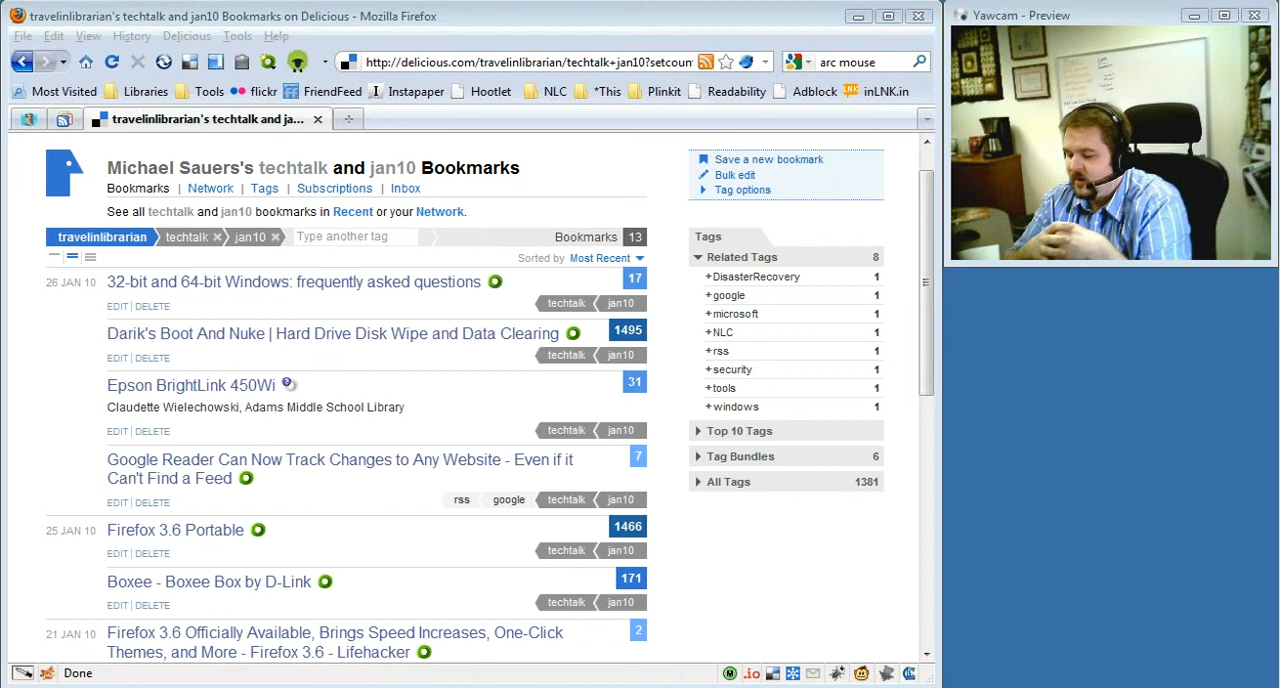 travelinlibrarian's techtalk and jan10 Bookmarks on Delicious - Mozilla Firefox
File Edit View History Delicious Tools Help
http://delicious.com/travelinlibrarian/techtalk+jan10?setcoun
arc mouse
Most Visited Libraries Tools flickr FriendFeed Instapaper Hootlet NLC *This Plinkit Readability Adblock inLNK.in
travelinlibrarian's techtalk and ja...
Michael Sauers's techtalk and jan10 Bookmarks
Bookmarks | Network | Tags | Subscriptions | Inbox
See all techtalk and jan10 bookmarks in Recent or your Network.
travelinlibrarian techtalk jan10 Type another tag Bookmarks 13
Sorted by Most Recent
26 JAN 10 32-bit and 64-bit Windows: frequently asked questions 17
EDIT | DELETE techtalk jan10
Darik's Boot And Nuke | Hard Drive Disk Wipe and Data Clearing 1495
EDIT | DELETE techtalk jan10
Epson BrightLink 450Wi 31
Claudette Wielechowski, Adams Middle School Library
EDIT | DELETE techtalk jan10
Google Reader Can Now Track Changes to Any Website - Even if it 7
Can't Find a Feed
EDIT | DELETE rss google techtalk jan10
25 JAN 10 Firefox 3.6 Portable 1466
EDIT | DELETE techtalk jan10
Boxee - Boxee Box by D-Link 171
EDIT | DELETE techtalk jan10
21 JAN 10 Firefox 3.6 Officially Available, Brings Speed Increases, One-Click 2
Themes, and More - Firefox 3.6 - Lifehacker
Save a new bookmark
Bulk edit
Tag options
Tags
Related Tags 8
+DisasterRecovery 1
+google 1
+microsoft 1
+NLC 1
+rss 1
+security 1
+tools 1
+windows 1
Top 10 Tags
Tag Bundles 6
All Tags 1381
Done
.io
Yawcam - Preview